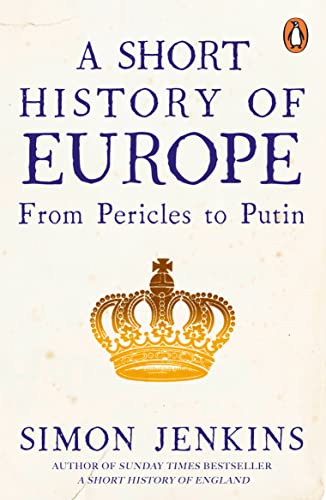 A SHORT
HISTORY OF
EUROPE
From Pericles to Putin
SIMON JENKINS
AUTHOR OF SUNDAY TIMES BESTSELLER
A SHORT HISTORY OF ENGLAND